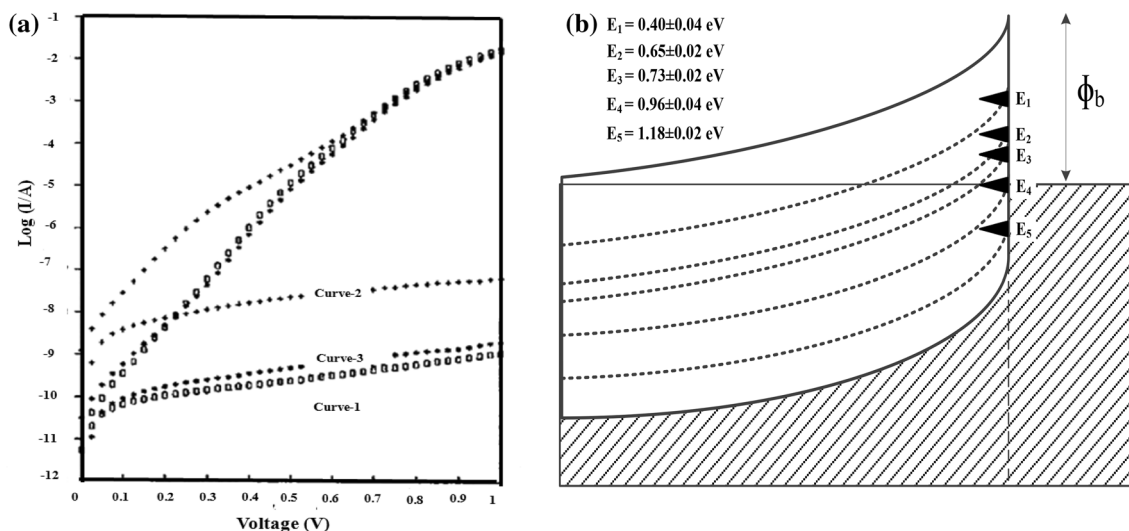 (a)
-1
-2
-3
-4
-5
-6
-7
-8
-9
-10
-11
-12
Log (I/A)
Curve-2
Curve-3
Curve-1
0 0.1 0.2 0.3 0.4 0.5 0.6 0.7 0.8 0.9 1
Voltage (V)
(b)
E1 = 0.40±0.04 eV
E2 = 0.65±0.02 eV
E3 = 0.73±0.02 eV
E4 = 0.96±0.04 eV
E5 = 1.18±0.02 eV
E1
E2
E3
E4
E5
ϕb